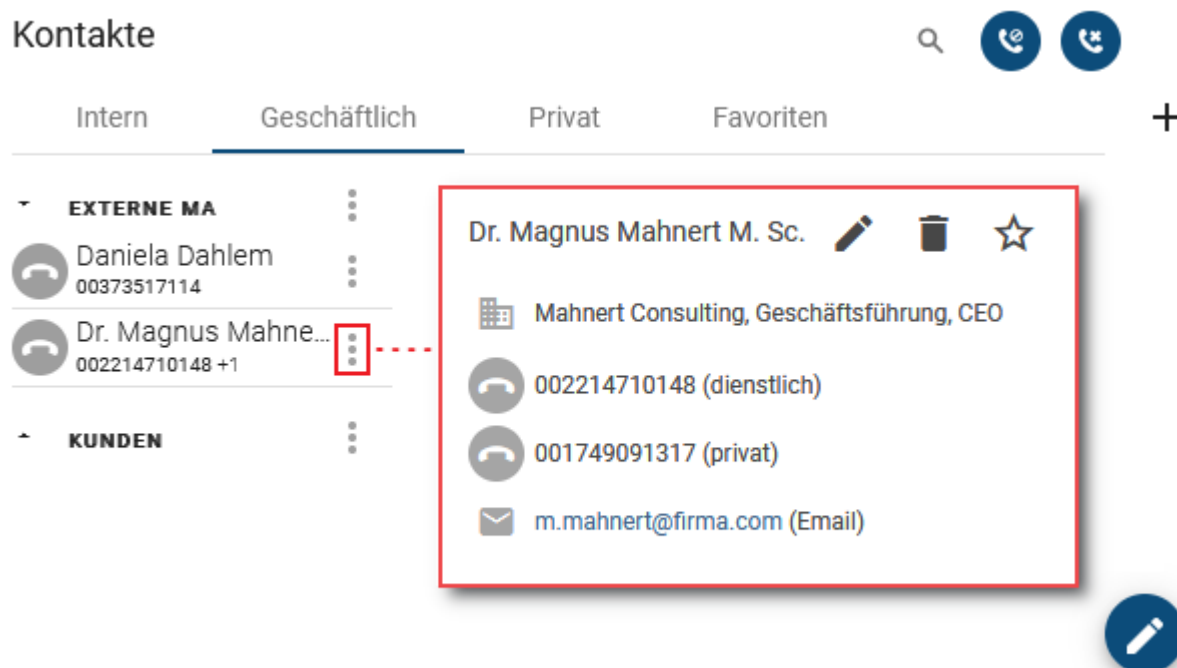 Kontakte
Intern Geschäftlich Privat Favoriten
EXTERNE MA
Daniela Dahlem
00373517114
Dr. Magnus Mahne...
002214710148 +1
KUNDEN
Dr. Magnus Mahnert M. Sc.
Mahnert Consulting, Geschäftsführung, CEO
002214710148 (dienstlich)
001749091317 (privat)
m.mahnert@firma.com (Email)